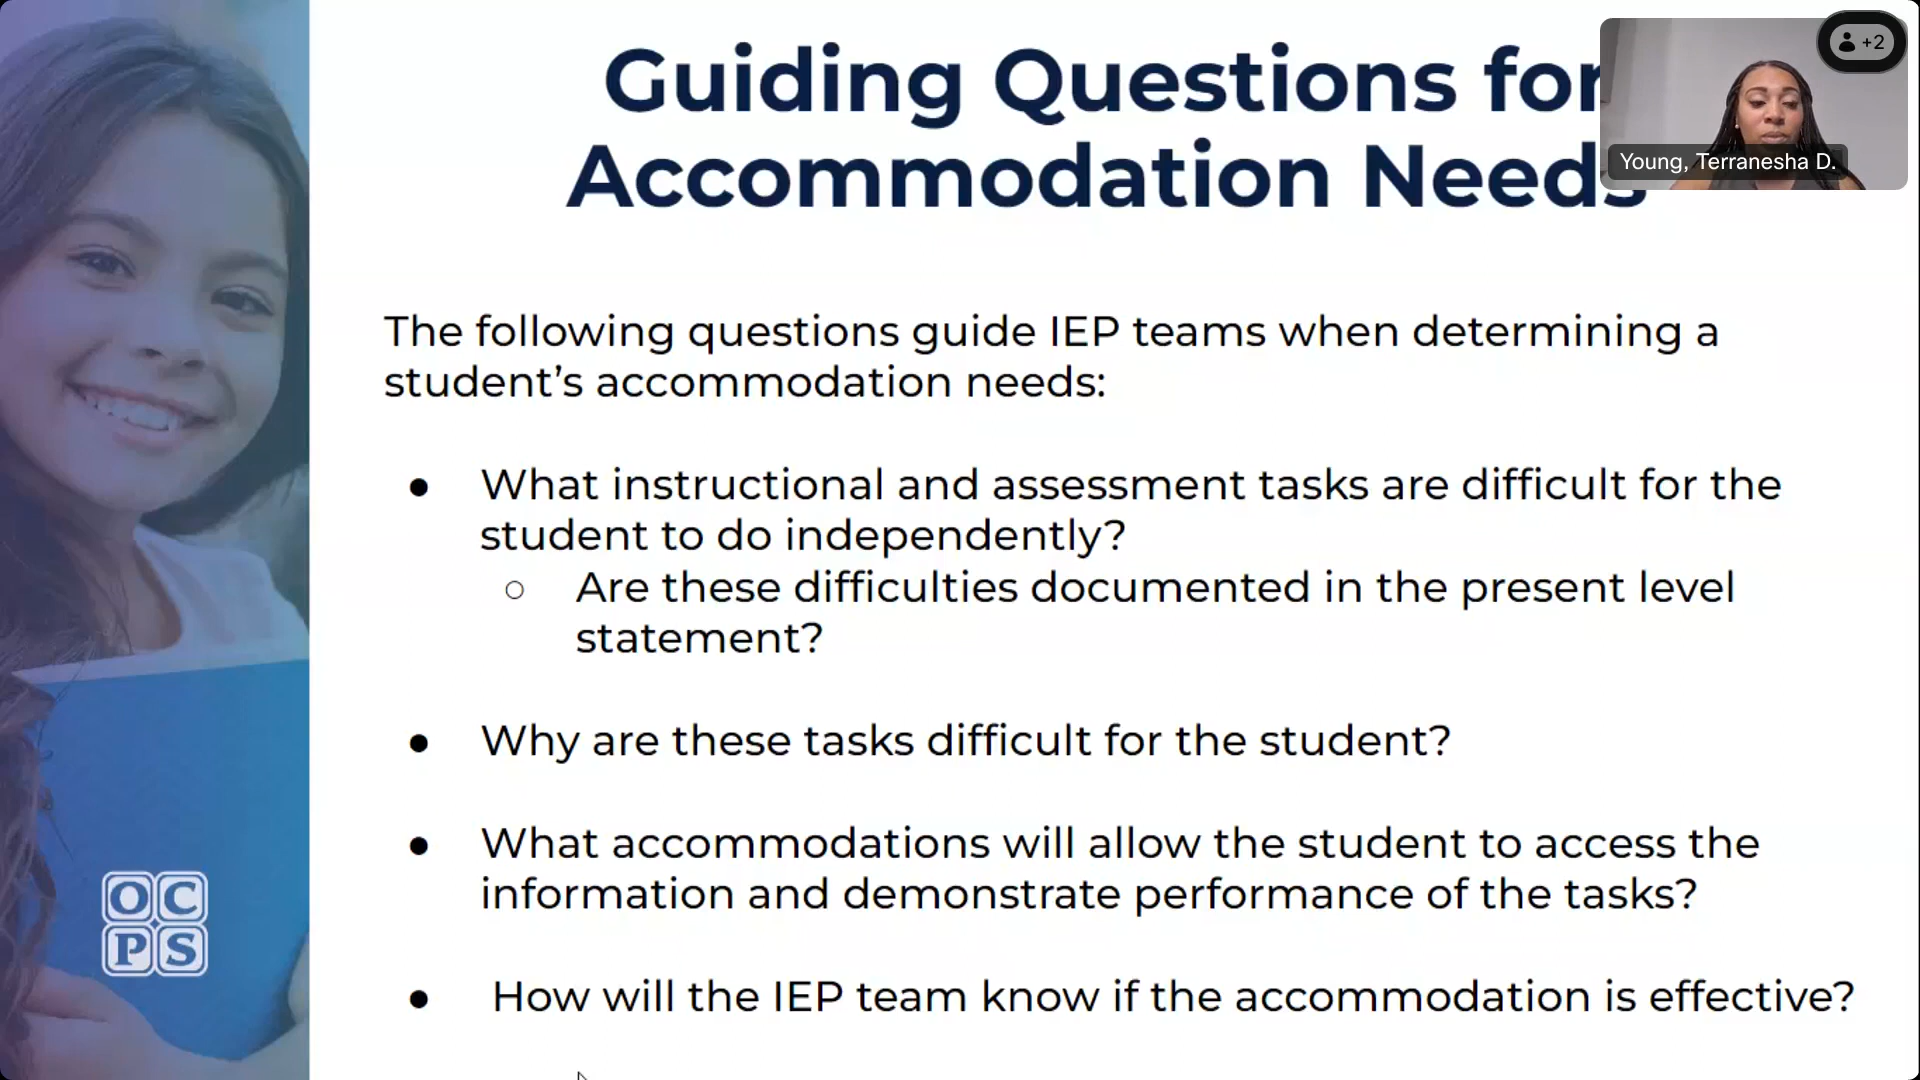 Guiding Questions for
Accommodation Needs
+2
Young, Terranesha D.
The following questions guide IEP teams when determining a
student’s accommodation needs:
● What instructional and assessment tasks are difficult for the
student to do independently?
○ Are these difficulties documented in the present level
statement?
● Why are these tasks difficult for the student?
● What accommodations will allow the student to access the
information and demonstrate performance of the tasks?
● How will the IEP team know if the accommodation is effective?
OC
PS